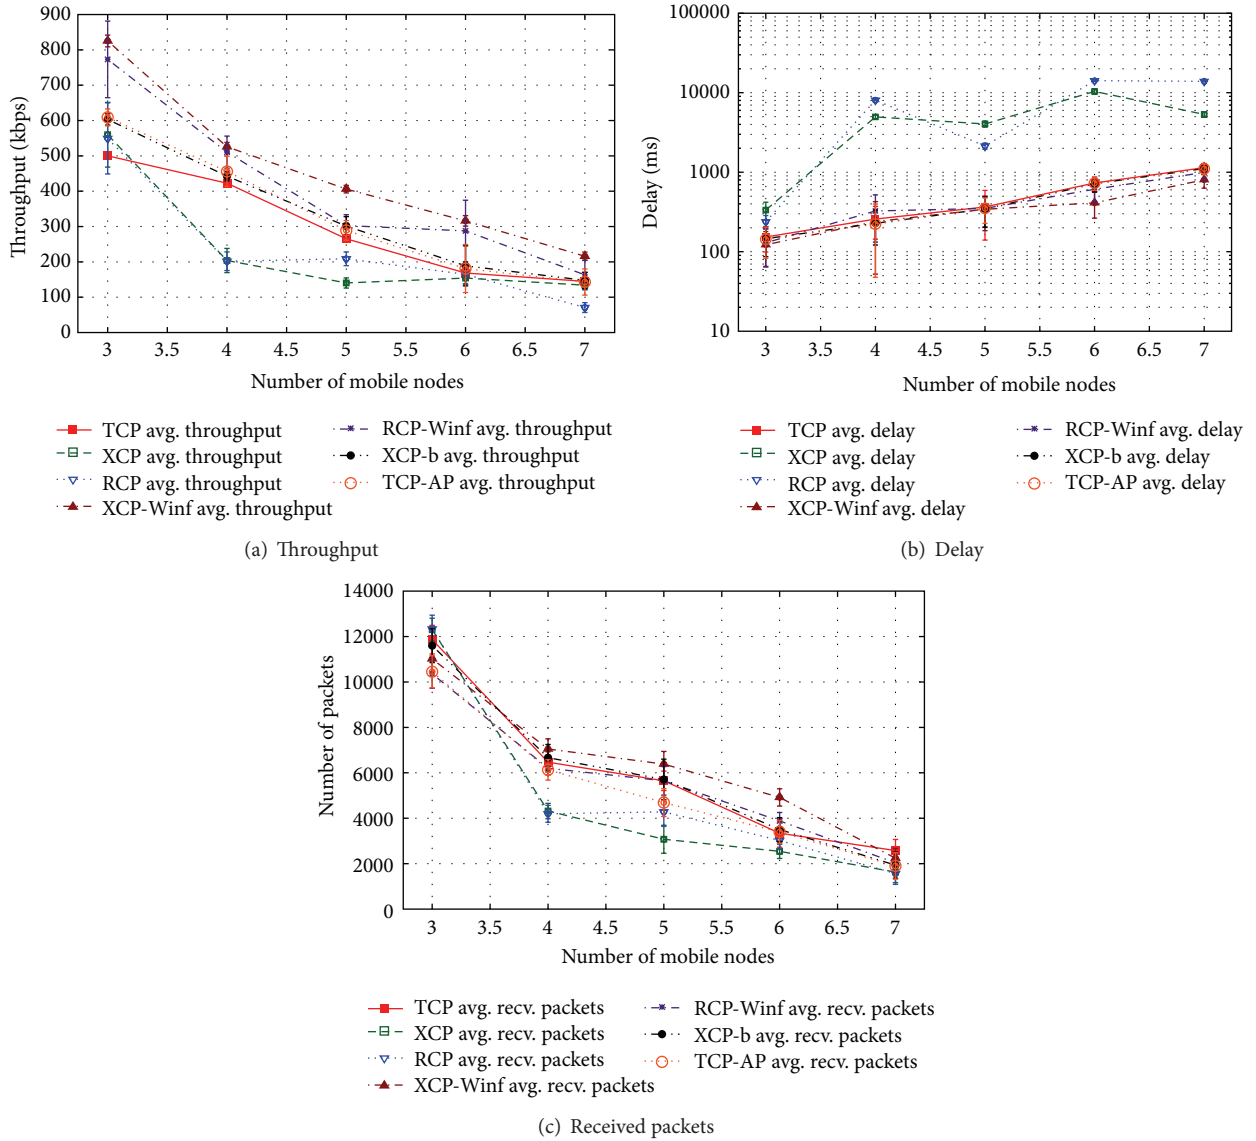 900
800
700
600
500
400
300
200
100
0
Throughput (kbps)
3 3.5 4 4.5 5 5.5 6 6.5 7
Number of mobile nodes
TCP avg. throughput
XCP avg. throughput
RCP avg. throughput
XCP-Winf avg. throughput
RCP-Winf avg. throughput
XCP-b avg. throughput
TCP-AP avg. throughput
(a) Throughput
100000
10000
1000
100
10
Delay (ms)
3 3.5 4 4.5 5 5.5 6 6.5 7
Number of mobile nodes
TCP avg. delay
XCP avg. delay
RCP avg. delay
XCP-Winf avg. delay
RCP-Winf avg. delay
XCP-b avg. delay
TCP-AP avg. delay
(b) Delay
14000
12000
10000
8000
6000
4000
2000
0
Number of packets
3 3.5 4 4.5 5 5.5 6 6.5 7
Number of mobile nodes
TCP avg. recv. packets
XCP avg. recv. packets
RCP avg. recv. packets
XCP-Winf avg. recv. packets
RCP-Winf avg. recv. packets
XCP-b avg. recv. packets
TCP-AP avg. recv. packets
(c) Received packets